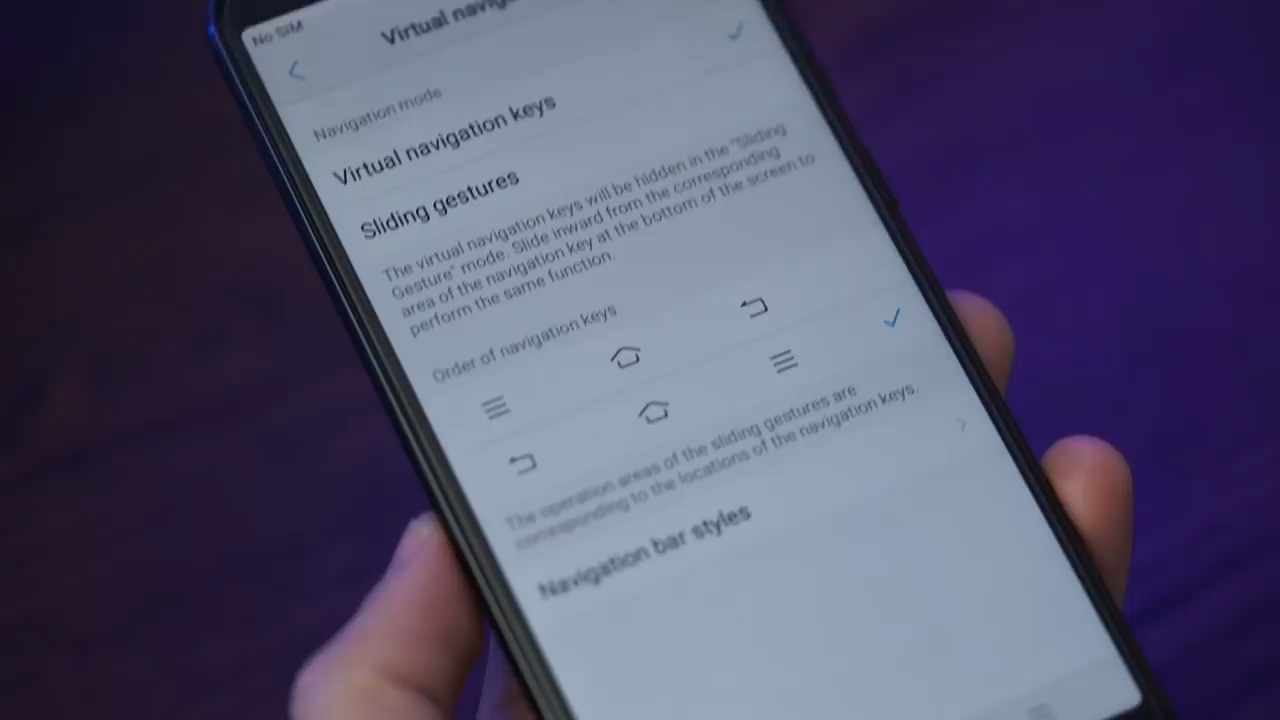 No SIM
Virtual naviga
Navigation mode
Virtual navigation keys
Sliding gestures
The virtual navigation keys will be hidden in the "Sliding
Gesture" mode. Slide inward from the corresponding
area of the navigation key at the bottom of the screen to
perform the same function.
Order of navigation keys
The operation areas of the sliding gestures are
corresponding to the locations of the navigation keys.
Navigation bar styles